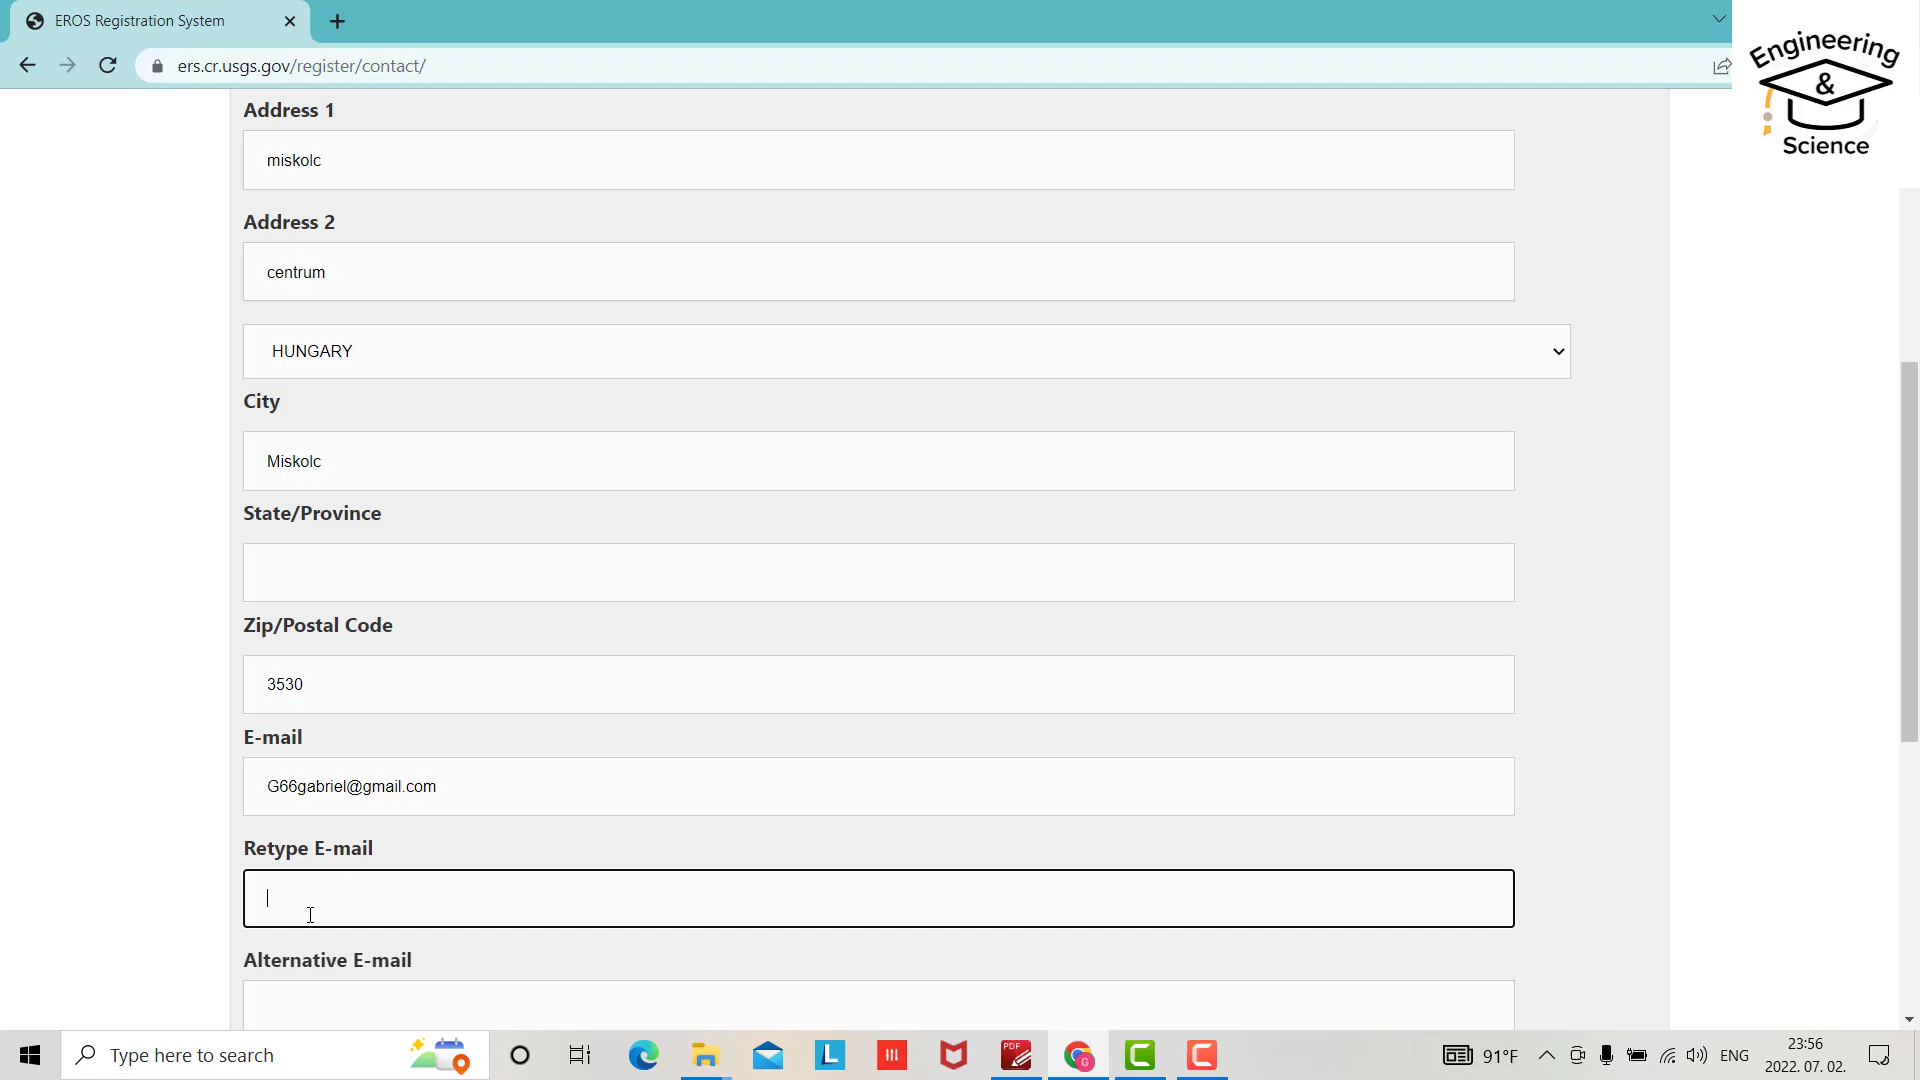 EROS Registration System
ers.cr.usgs.gov/register/contact/
Engineering
&
Science
Address 1
miskolc
Address 2
centrum
HUNGARY
City
Miskolc
State/Province
Zip/Postal Code
3530
E-mail
G66gabriel@gmail.com
Retype E-mail
Alternative E-mail
Type here to search
L
PDF
G
C
C
91°F
ENG
23:56
2022. 07. 02.